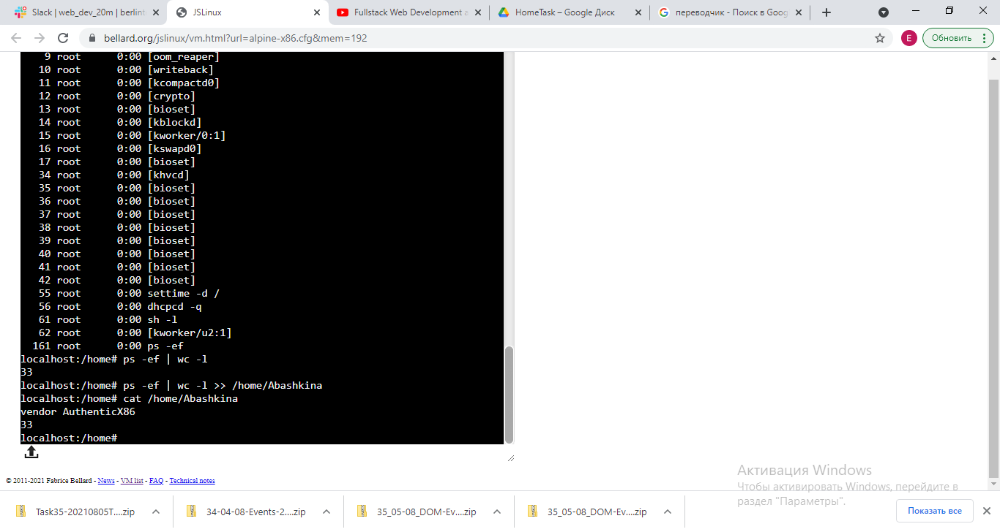 Slack | web_dev_20m | berlint
JSLinux
Fullstack Web Development a
HomeTask – Google Диск
переводчик - Поиск в Goog
bellard.org/jslinux/vm.html?url=alpine-x86.cfg&mem=192
E
Обновить
9 root 0:00 [oom_reaper]
10 root 0:00 [writeback]
11 root 0:00 [kcompactd0]
12 root 0:00 [crypto]
13 root 0:00 [bioset]
14 root 0:00 [kblockd]
15 root 0:00 [kworker/0:1]
16 root 0:00 [kswapd0]
17 root 0:00 [bioset]
34 root 0:00 [khvcd]
35 root 0:00 [bioset]
36 root 0:00 [bioset]
37 root 0:00 [bioset]
38 root 0:00 [bioset]
39 root 0:00 [bioset]
40 root 0:00 [bioset]
41 root 0:00 [bioset]
42 root 0:00 [bioset]
55 root 0:00 settime -d /
56 root 0:00 dhcpcd -q
61 root 0:00 sh -l
62 root 0:00 [kworker/u2:1]
161 root 0:00 ps -ef
localhost:/home# ps -ef | wc -l
33
localhost:/home# ps -ef | wc -l >> /home/Abashkina
localhost:/home# cat /home/Abashkina
vendor AuthenticX86
33
localhost:/home#
© 2011-2021 Fabrice Bellard - News - VM list - FAQ - Technical notes
Активация Windows
Чтобы активировать Windows, перейдите в
раздел "Параметры".
Task35-20210805T....zip
34-04-08-Events-2....zip
35_05-08_DOM-Ev....zip
35_05-08_DOM-Ev....zip
Показать все